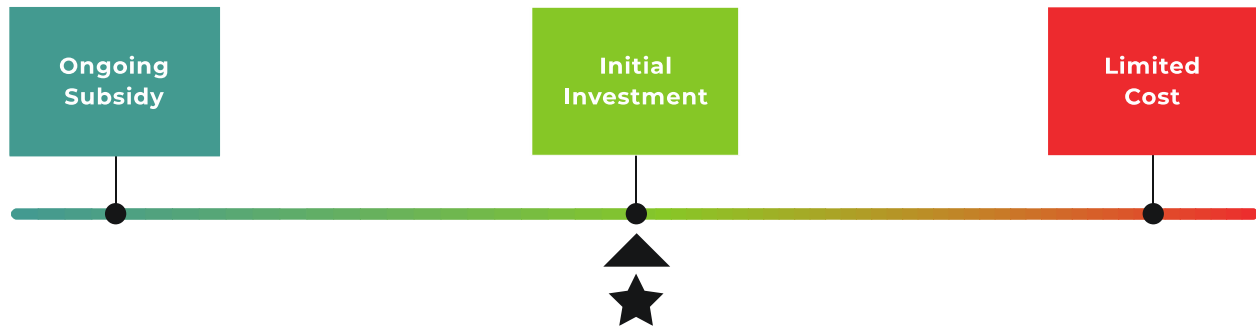 Ongoing
Subsidy
Initial
Investment
Limited
Cost